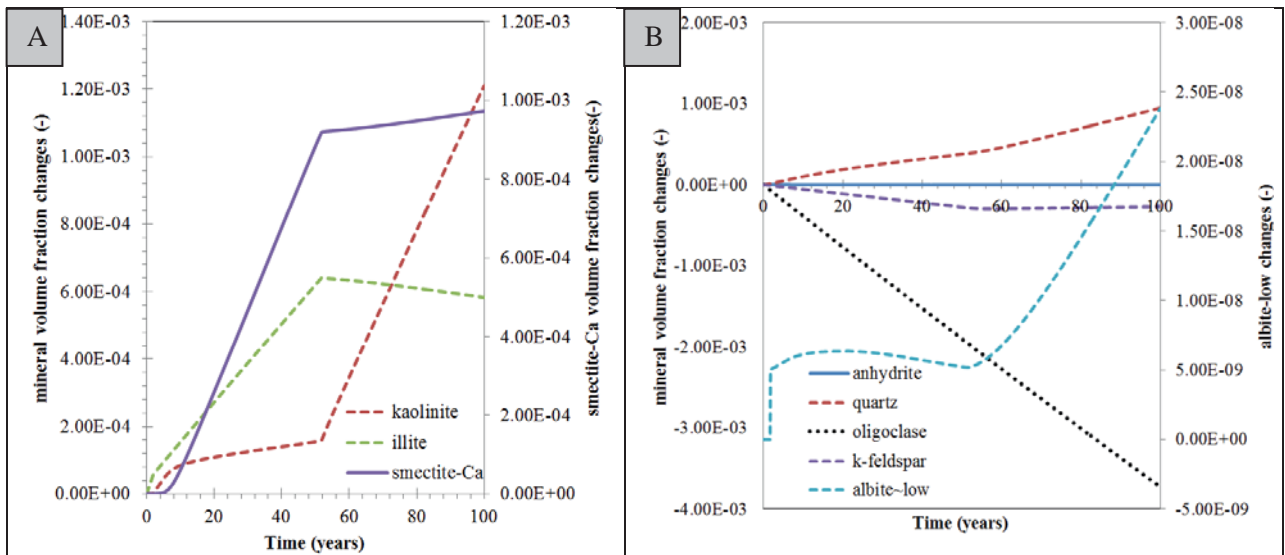 A
1.40E-03
1.20E-03
1.00E-03
8.00E-04
6.00E-04
4.00E-04
2.00E-04
0.00E+00
mineral volume fraction changes (-)
1.20E-03
1.00E-03
8.00E-04
6.00E-04
4.00E-04
2.00E-04
0.00E+00
smectite-Ca volume fraction changes(-)
kaolinite
illite
smectite-Ca
0 20 40 60 80 100
Time (years)
B
2.00E-03
1.00E-03
0.00E+00
-1.00E-03
-2.00E-03
-3.00E-03
-4.00E-03
mineral volume fraction changes (-)
3.00E-08
2.50E-08
2.00E-08
1.50E-08
1.00E-08
5.00E-09
0.00E+00
-5.00E-09
albite-low changes (-)
0 20 40 60 80 100
anhydrite
quartz
oligoclase
k-feldspar
albite~low
Time (years)